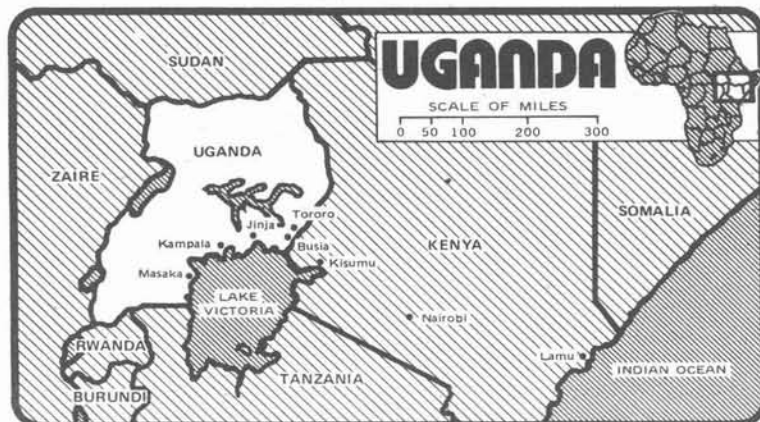 UGANDA
SCALE OF MILES
0 50 100 200 300
SUDAN
UGANDA
ZAIRE
SOMALIA
Tororo
Jinja
KENYA
Kampala
Busia
Kisumu
Masaka
LAKE
VICTORIA
Nairobi
RWANDA
Lamu
INDIAN OCEAN
TANZANIA
BURUNDI